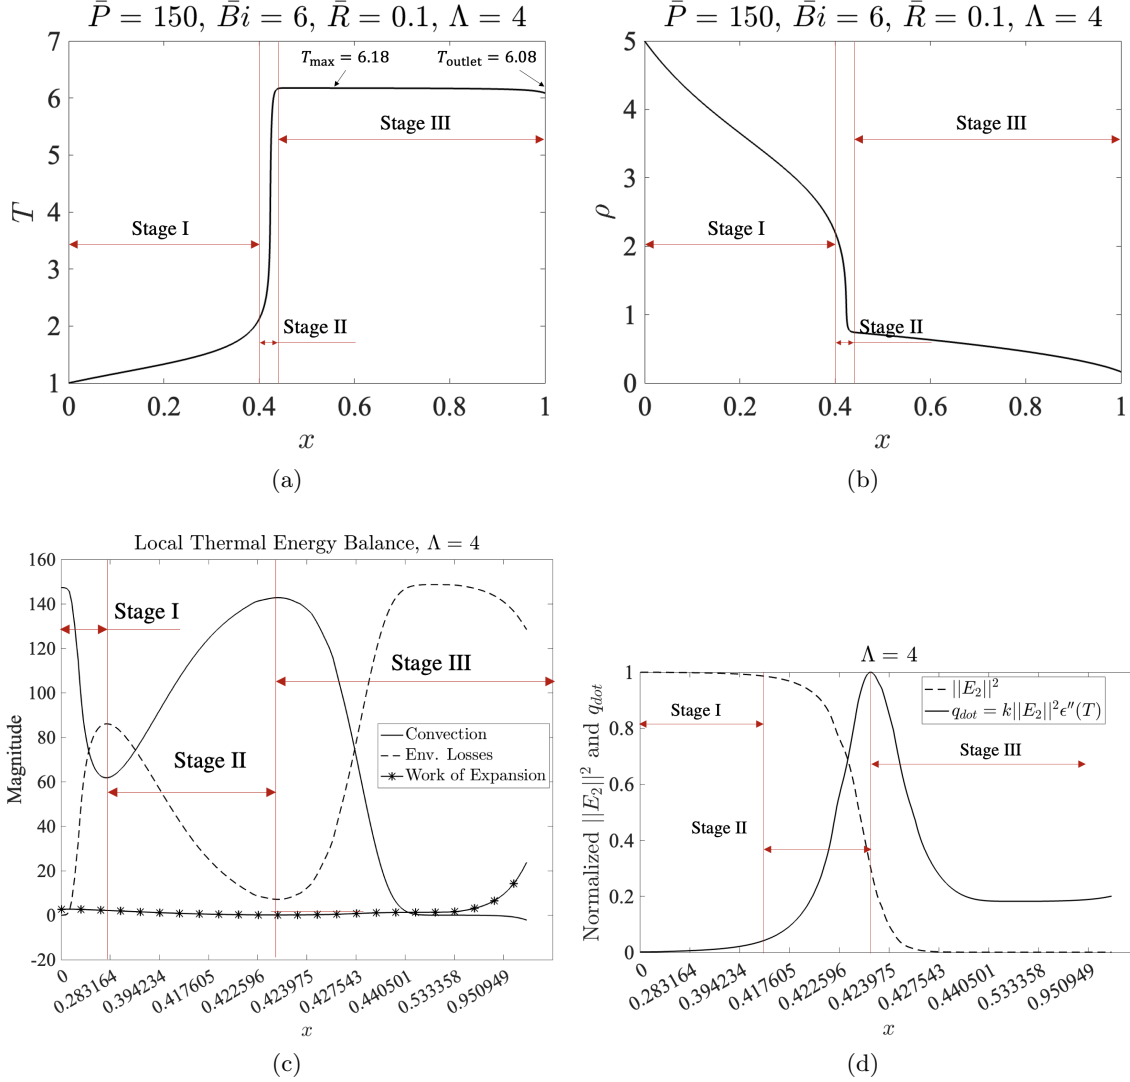 P̄ = 150, B̄i = 6, R̄ = 0.1, Λ = 4
7
6
5
4
3
2
1
T
T_max = 6.18
T_outlet = 6.08
Stage III
Stage I
Stage II
0
0.2
0.4
0.6
0.8
1
x
(a)
P̄ = 150, B̄i = 6, R̄ = 0.1, Λ = 4
5
4
3
2
1
0
ρ
Stage III
Stage I
Stage II
0
0.2
0.4
0.6
0.8
1
x
(b)
Local Thermal Energy Balance, Λ = 4
160
140
120
100
80
60
40
20
0
-20
Magnitude
Stage I
Stage III
Stage II
Convection
Env. Losses
Work of Expansion
0
0.283164
0.394234
0.417605
0.422596
0.423975
0.427543
0.440501
0.533358
0.950949
x
(c)
Λ = 4
1
0.8
0.6
0.4
0.2
0
Normalized ||E₂||² and q_dot
||E₂||²
q_dot = k||E₂||²ϵ″(T)
Stage I
Stage III
Stage II
0
0.283164
0.394234
0.417605
0.422596
0.423975
0.427543
0.440501
0.533358
0.950949
x
(d)